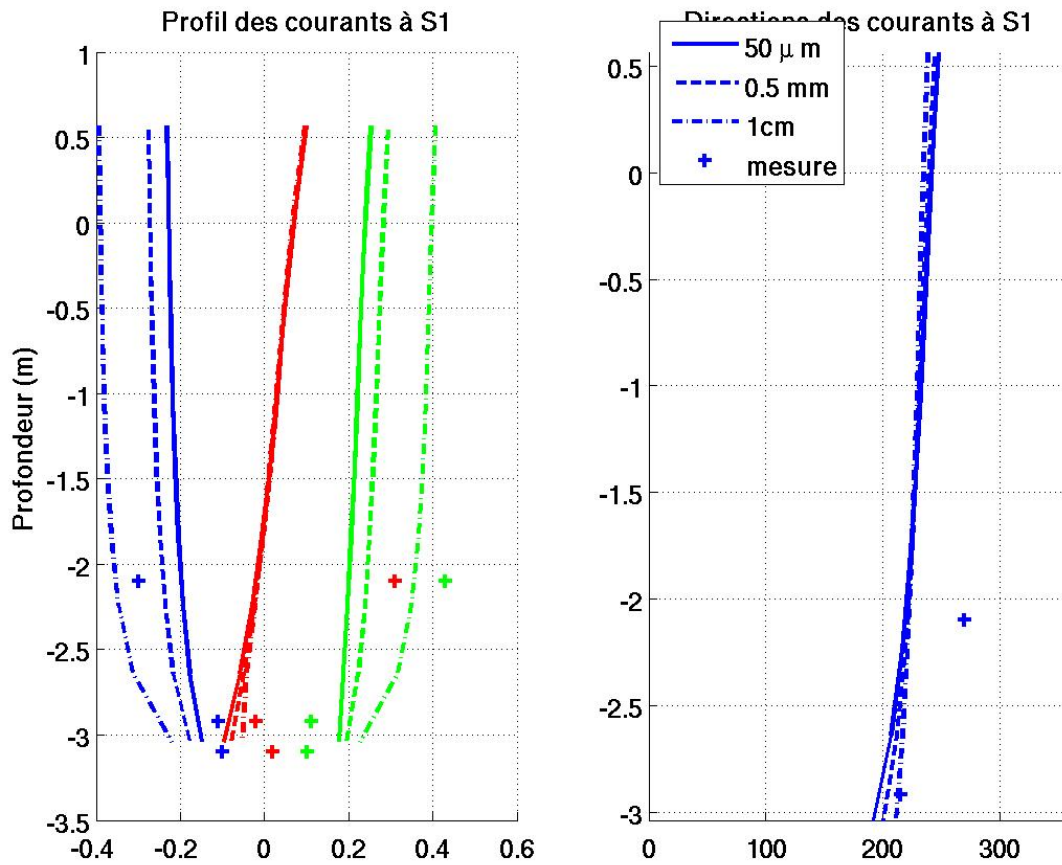 Profil des courants à S1
1
0.5
0
-0.5
-1
-1.5
-2
-2.5
-3
-3.5
Profondeur (m)
-0.4 -0.2 0 0.2 0.4 0.6
Directions des courants à S1
50 μ m
0.5 mm
1cm
mesure
0.5
0
-0.5
-1
-1.5
-2
-2.5
-3
0 100 200 300